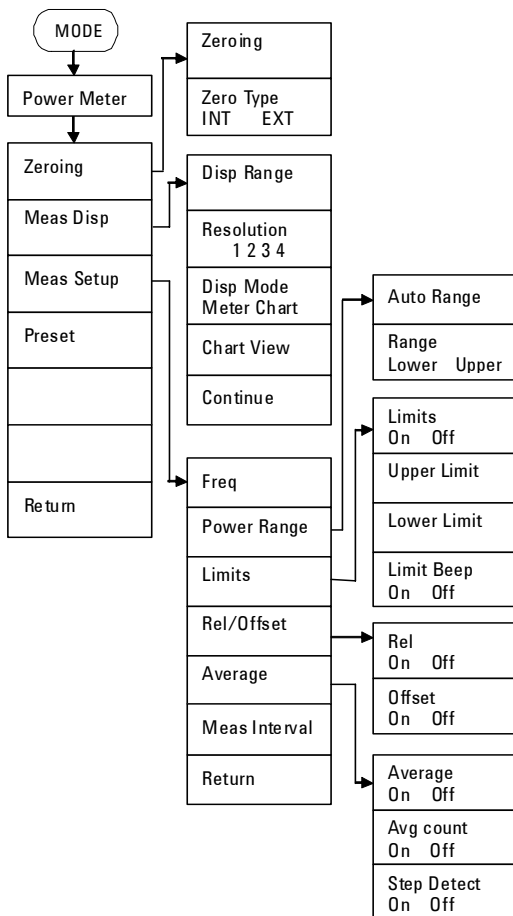 MODE
Power Meter
Zeroing
Meas Disp
Meas Setup
Preset
Return
Zeroing
Zero Type
INT EXT
Disp Range
Resolution
1 2 3 4
Disp Mode
Meter Chart
Chart View
Continue
Freq
Power Range
Limits
Rel/Offset
Average
Meas Interval
Return
Auto Range
Range
Lower Upper
Limits
On Off
Upper Limit
Lower Limit
Limit Beep
On Off
Rel
On Off
Offset
On Off
Average
On Off
Avg count
On Off
Step Detect
On Off